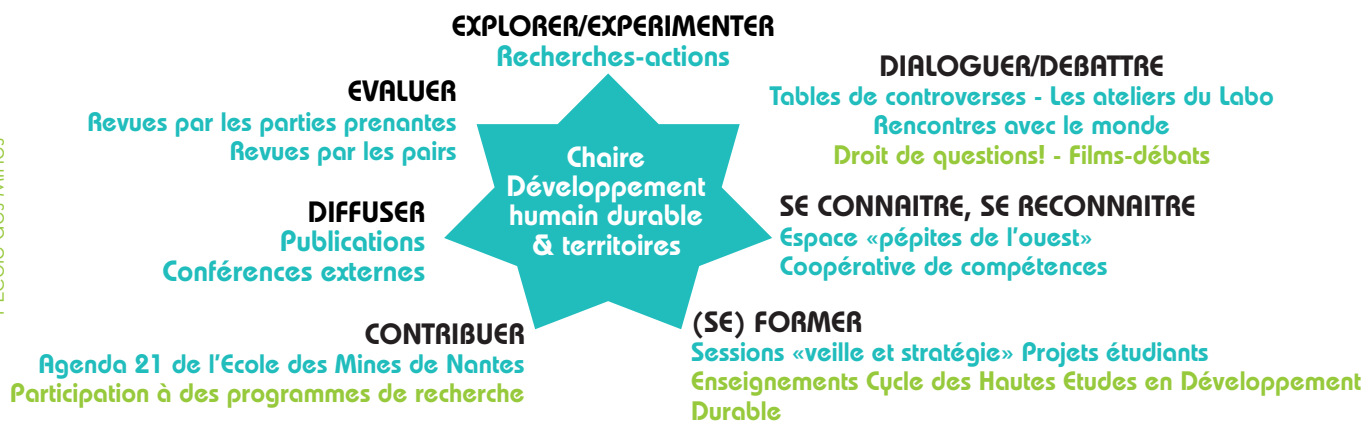 EXPLORER/EXPERIMENTER
Recherches-actions
DIALOGUER/DEBATTRE
Tables de controverses - Les ateliers du Labo
Rencontres avec le monde
Droit de questions! - Films-débats
EVALUER
Revues par les parties prenantes
Revues par les pairs
Chaire
Développement
humain durable
& territoires
SE CONNAITRE, SE RECONNAITRE
Espace «pépites de l'ouest»
Coopérative de compétences
DIFFUSER
Publications
Conférences externes
(SE) FORMER
Sessions «veille et stratégie» Projets étudiants
Enseignements Cycle des Hautes Etudes en Développement
Durable
CONTRIBUER
Agenda 21 de l'Ecole des Mines de Nantes
Participation à des programmes de recherche